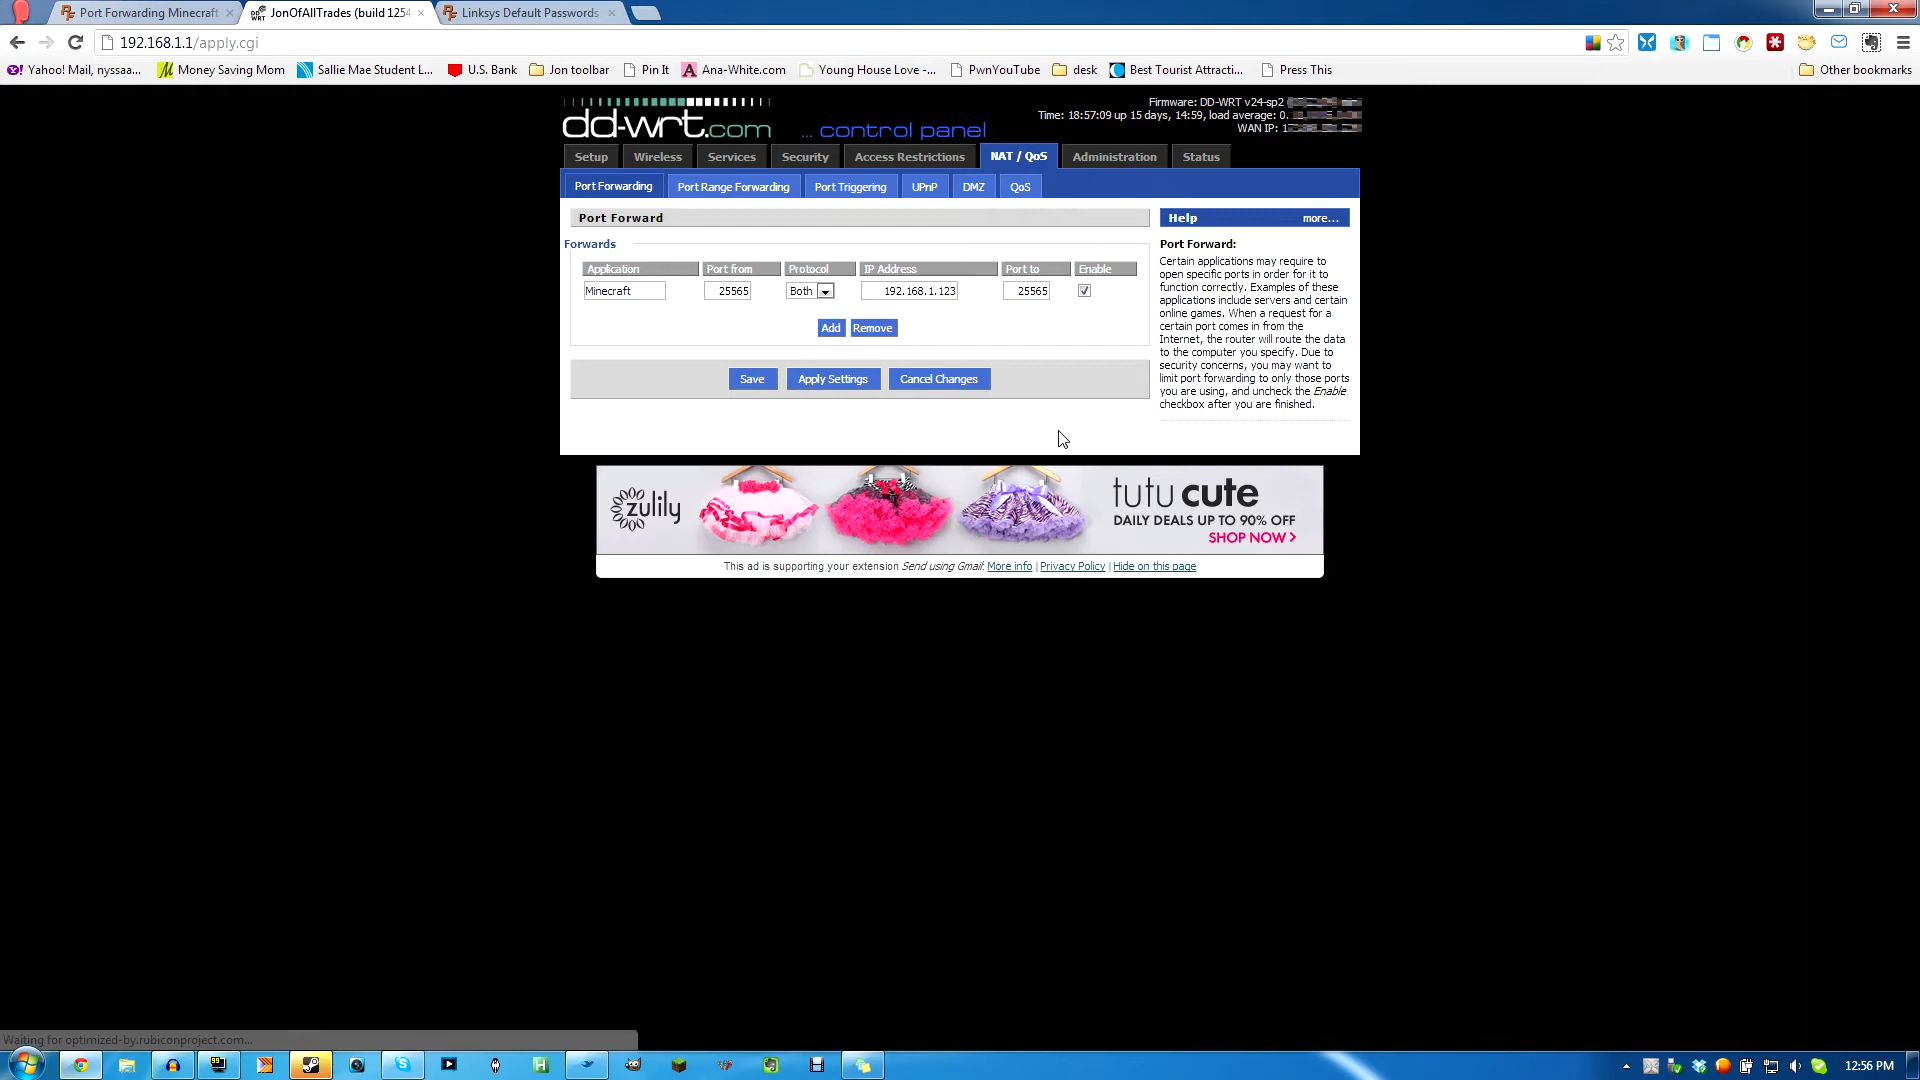 Port Forwarding Minecraft
JonOfAllTrades (build 1254
Linksys Default Passwords
192.168.1.1/apply.cgi
Yahoo! Mail, nyssaa...
Money Saving Mom
Sallie Mae Student L...
U.S. Bank
Jon toolbar
Pin It
Ana-White.com
Young House Love -...
PwnYouTube
desk
Best Tourist Attracti...
Press This
Other bookmarks
dd-wrt.com
... control panel
Firmware: DD-WRT v24-sp2
Time: 18:57:09 up 15 days, 14:59, load average: 0.
WAN IP: 1
Setup
Wireless
Services
Security
Access Restrictions
NAT / QoS
Administration
Status
Port Forwarding
Port Range Forwarding
Port Triggering
UPnP
DMZ
QoS
Port Forward
Forwards
Application
Port from
Protocol
IP Address
Port to
Enable
Minecraft
25565
Both
192.168.1.123
25565
Add
Remove
Save
Apply Settings
Cancel Changes
Help
more...
Port Forward:
Certain applications may require to
open specific ports in order for it to
function correctly. Examples of these
applications include servers and certain
online games. When a request for a
certain port comes in from the
Internet, the router will route the data
to the computer you specify. Due to
security concerns, you may want to
limit port forwarding to only those ports
you are using, and uncheck the Enable
checkbox after you are finished.
zulily
tutu cute
DAILY DEALS UP TO 90% OFF
SHOP NOW >
This ad is supporting your extension Send using Gmail: More info | Privacy Policy | Hide on this page
Waiting for optimized-by.rubiconproject.com...
12:56 PM